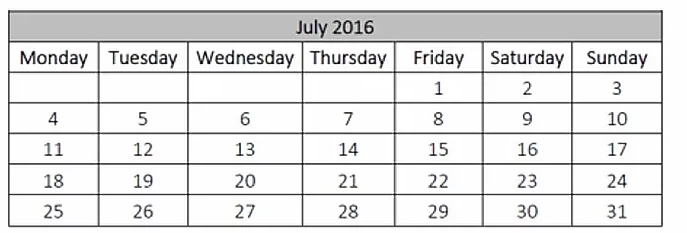 July 2016
Monday Tuesday Wednesday Thursday Friday Saturday Sunday
1 2 3
4 5 6 7 8 9 10
11 12 13 14 15 16 17
18 19 20 21 22 23 24
25 26 27 28 29 30 31